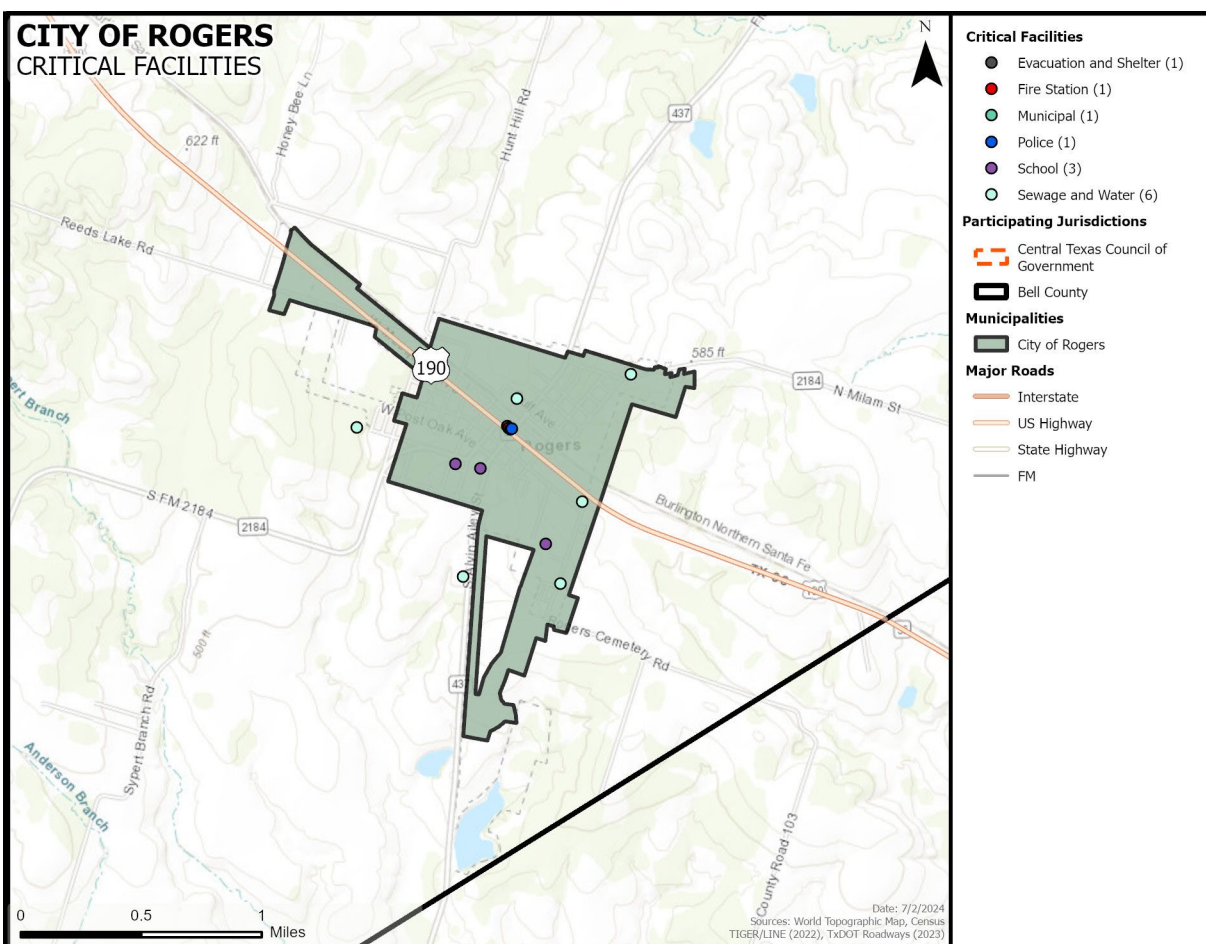 CITY OF ROGERS
CRITICAL FACILITIES
N
622 ft
Honey Bee Ln
Hunt Hill Rd
437
Reeds Lake Rd
190
585 ft
2184
N Milam St
Rogers
S F.M 2184
2184
Burlington Northern Santa Fe
Cemetery Rd
500 ft
Sypert Branch Rd
Anderson Branch
County Road 103
0 0.5 1
Miles
Date: 7/2/2024
Sources: World Topographic Map, Census
TIGER/LINE (2022), TxDOT Roadways (2023)
Critical Facilities
Evacuation and Shelter (1)
Fire Station (1)
Municipal (1)
Police (1)
School (3)
Sewage and Water (6)
Participating Jurisdictions
Central Texas Council of
Government
Bell County
Municipalities
City of Rogers
Major Roads
Interstate
US Highway
State Highway
FM